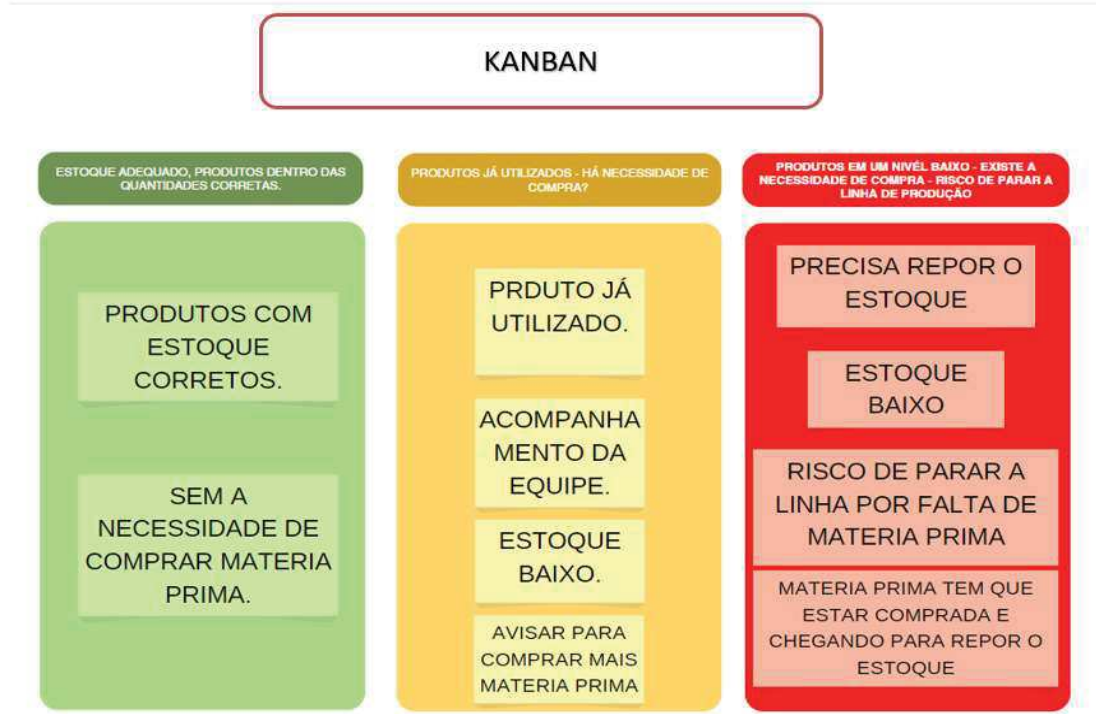 KANBAN
ESTOQUE ADEQUADO, PRODUTOS DENTRO DAS
QUANTIDADES CORRETAS.
PRODUTOS COM
ESTOQUE
CORRETOS.
SEM A
NECESSIDADE DE
COMPRAR MATERIA
PRIMA.
PRODUTOS JÁ UTILIZADOS - HÁ NECESSIDADE DE
COMPRA?
PRDUTO JÁ
UTILIZADO.
ACOMPANHA
MENTO DA
EQUIPE.
ESTOQUE
BAIXO.
AVISAR PARA
COMPRAR MAIS
MATERIA PRIMA
PRODUTOS EM UM NIVÉL BAIXO - EXISTE A
NECESSIDADE DE COMPRA - RISCO DE PARAR A
LINHA DE PRODUÇÃO
PRECISA REPOR O
ESTOQUE
ESTOQUE
BAIXO
RISCO DE PARAR A
LINHA POR FALTA DE
MATERIA PRIMA
MATERIA PRIMA TEM QUE
ESTAR COMPRADA E
CHEGANDO PARA REPOR O
ESTOQUE